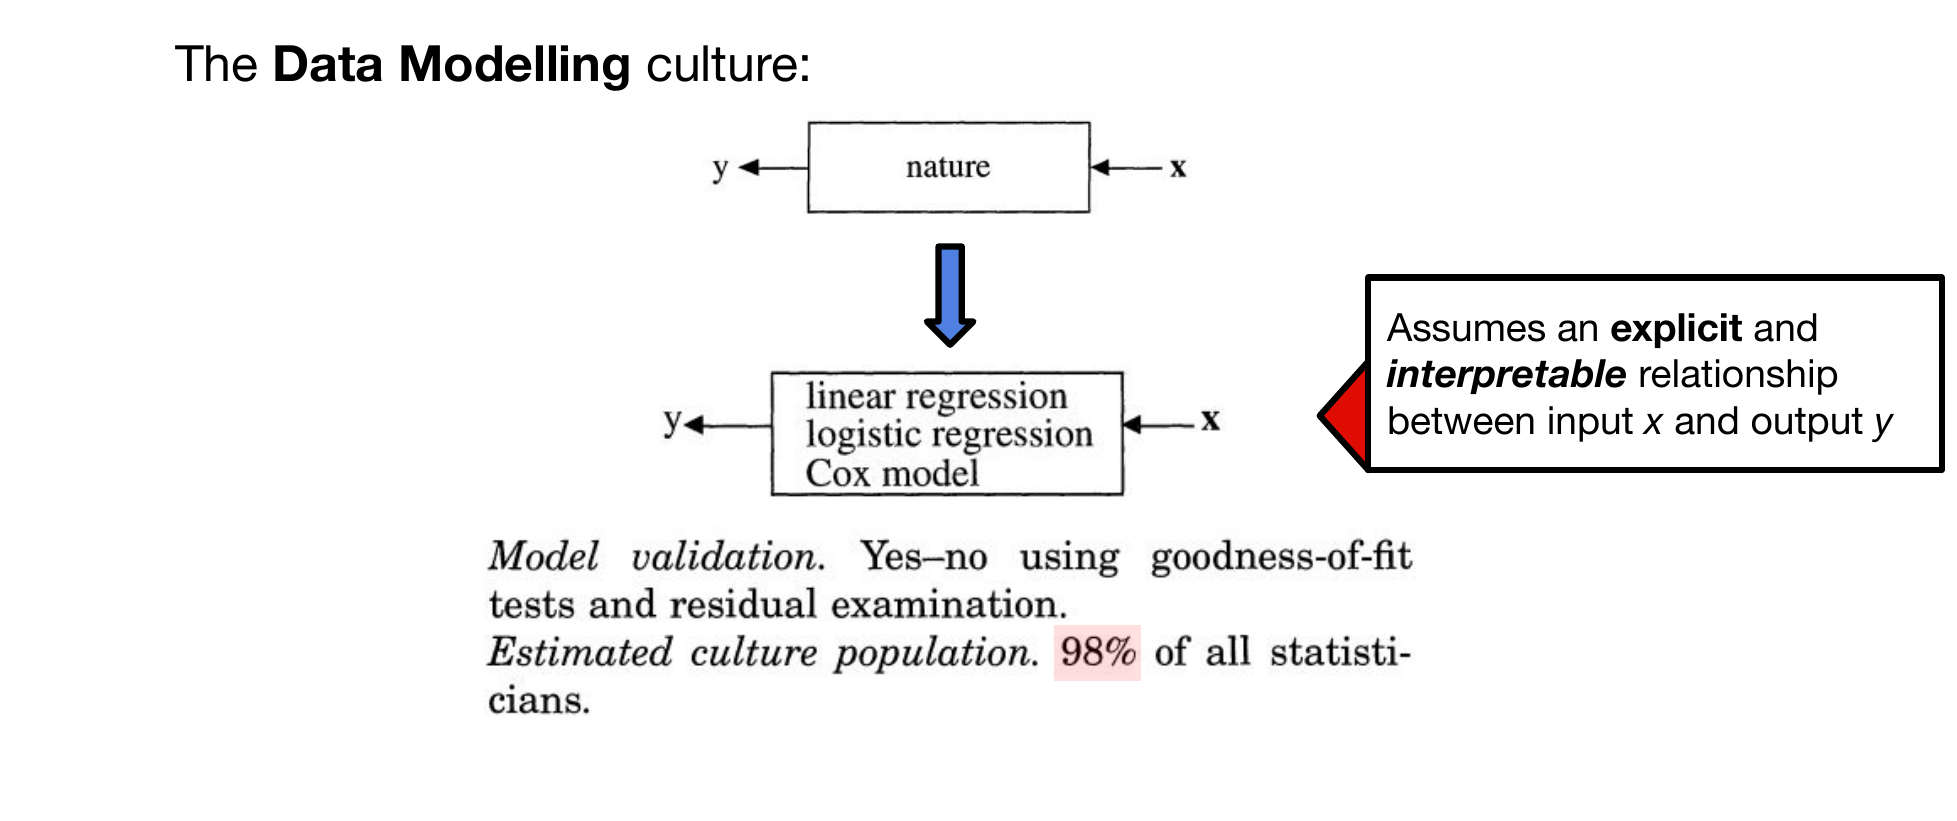 The Data Modelling culture:
y nature x
linear regression
logistic regression
Cox model
y x
Assumes an explicit and
interpretable relationship
between input x and output y
Model validation. Yes–no using goodness-of-fit
tests and residual examination.
Estimated culture population. 98% of all statisti-
cians.